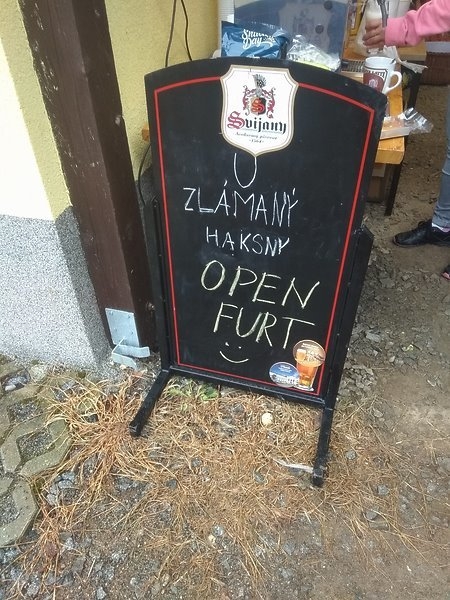 Svijany
U
ZLÁMANÝ
HAKSNY
OPEN
FURT